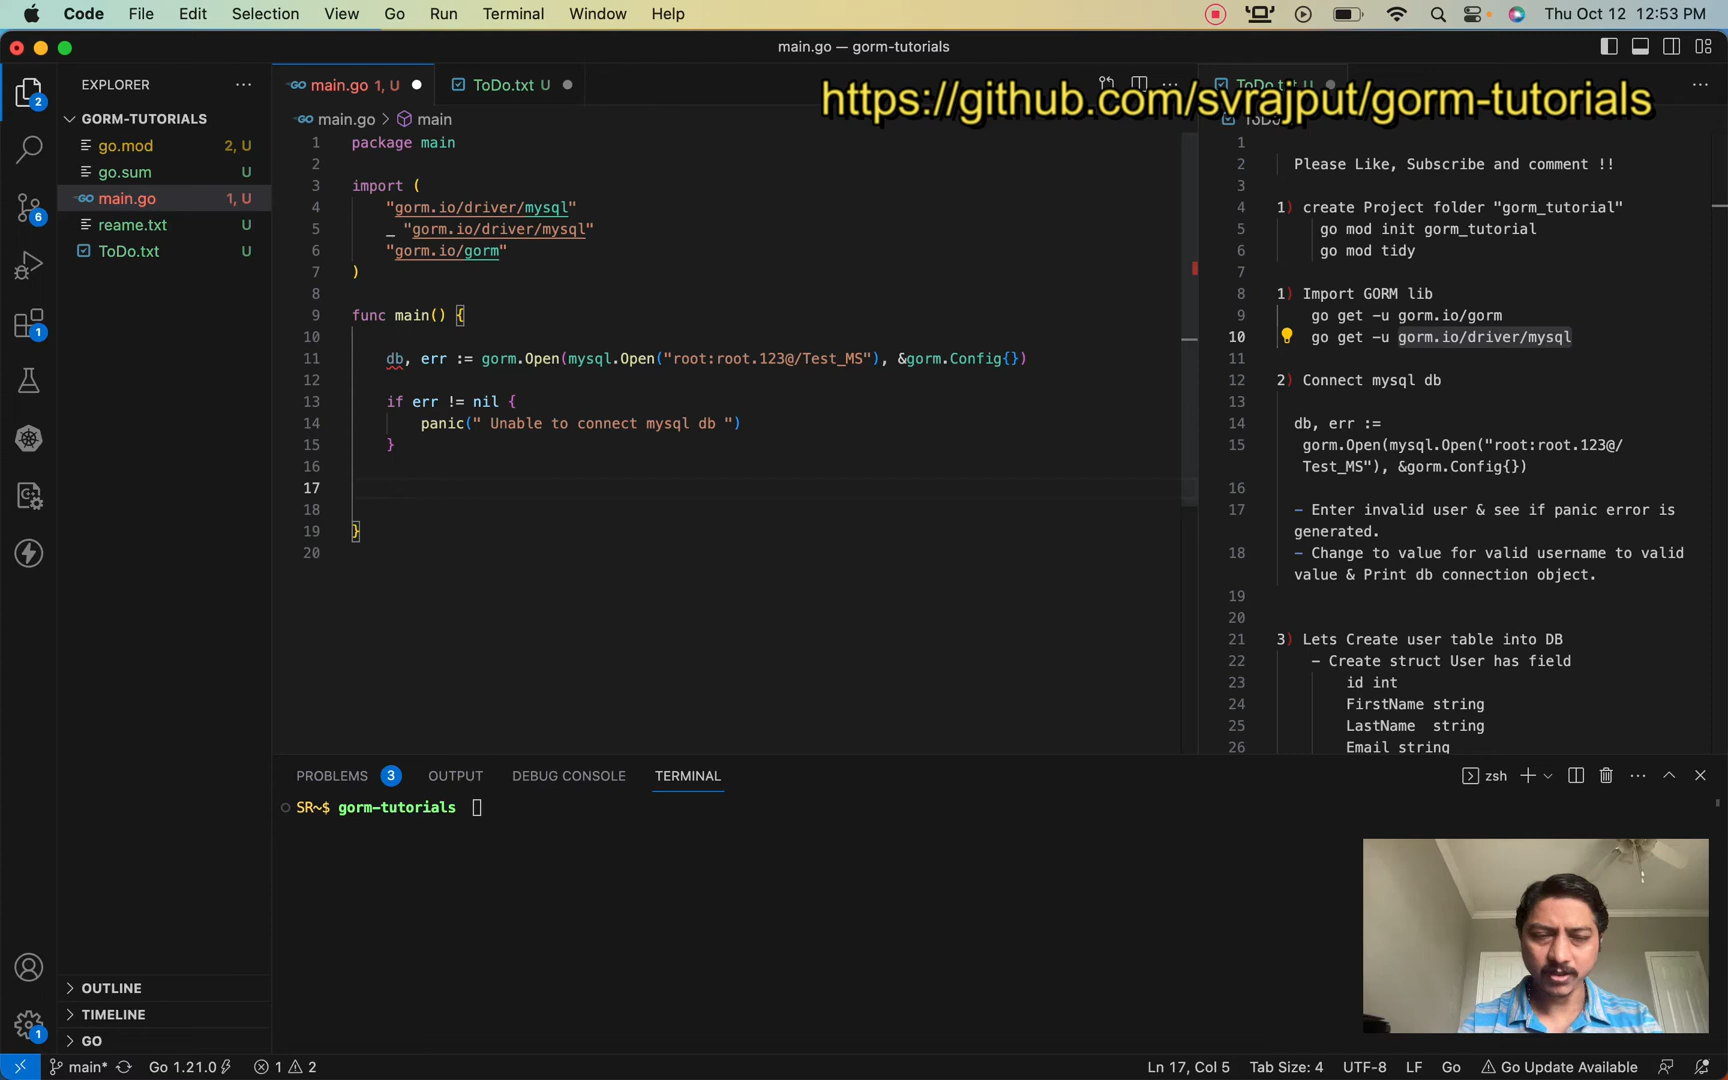 Code File Edit Selection View Go Run Terminal Window Help Thu Oct 12 12:53 PM
main.go — gorm-tutorials
EXPLORER
main.go 1, U
ToDo.txt U
https://github.com/svrajput/gorm-tutorials
GORM-TUTORIALS
go.mod 2, U
go.sum U
main.go 1, U
reame.txt U
ToDo.txt U
main.go > main
1 package main
2
3 import (
4 "gorm.io/driver/mysql"
5 _ "gorm.io/driver/mysql"
6 "gorm.io/gorm"
7 )
8
9 func main() {
10
11 db, err := gorm.Open(mysql.Open("root:root.123@/Test_MS"), &gorm.Config{})
12
13 if err != nil {
14 panic(" Unable to connect mysql db ")
15 }
16
17
18
19 }
20
1
2 Please Like, Subscribe and comment !!
3
4 1) create Project folder "gorm_tutorial"
5 go mod init gorm_tutorial
6 go mod tidy
7
8 1) Import GORM lib
9 go get -u gorm.io/gorm
10 go get -u gorm.io/driver/mysql
11
12 2) Connect mysql db
13
14 db, err :=
15 gorm.Open(mysql.Open("root:root.123@/
Test_MS"), &gorm.Config{})
16
17 - Enter invalid user & see if panic error is
generated.
18 - Change to value for valid username to valid
value & Print db connection object.
19
20
21 3) Lets Create user table into DB
22 - Create struct User has field
23 id int
24 FirstName string
25 LastName string
26 Email string
PROBLEMS 3 OUTPUT DEBUG CONSOLE TERMINAL
zsh
SR~$ gorm-tutorials
2
6
1
1
OUTLINE
TIMELINE
GO
main* Go 1.21.0 1 2 Ln 17, Col 5 Tab Size: 4 UTF-8 LF Go Go Update Available